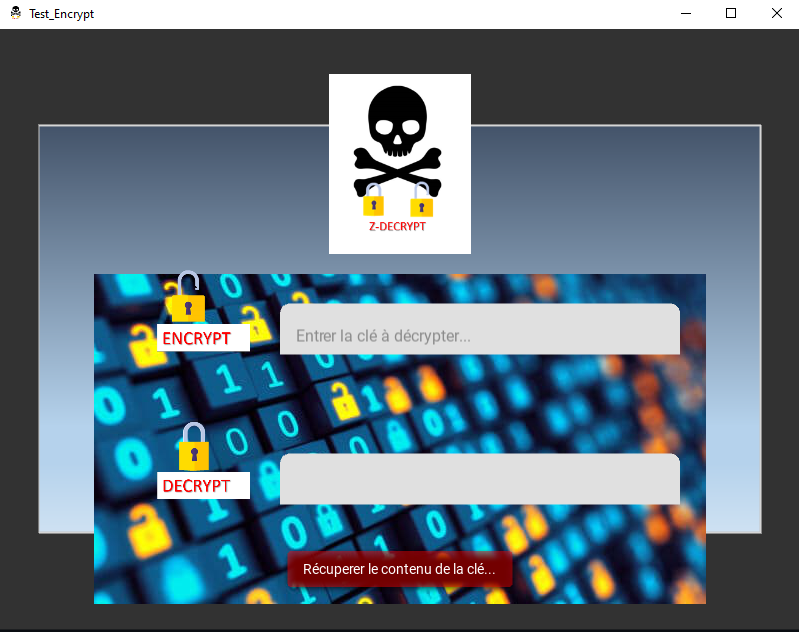 Test_Encrypt
Z-DECRYPT
ENCRYPT
Entrer la clé à décrypter...
DECRYPT
Récuperer le contenu de la clé...